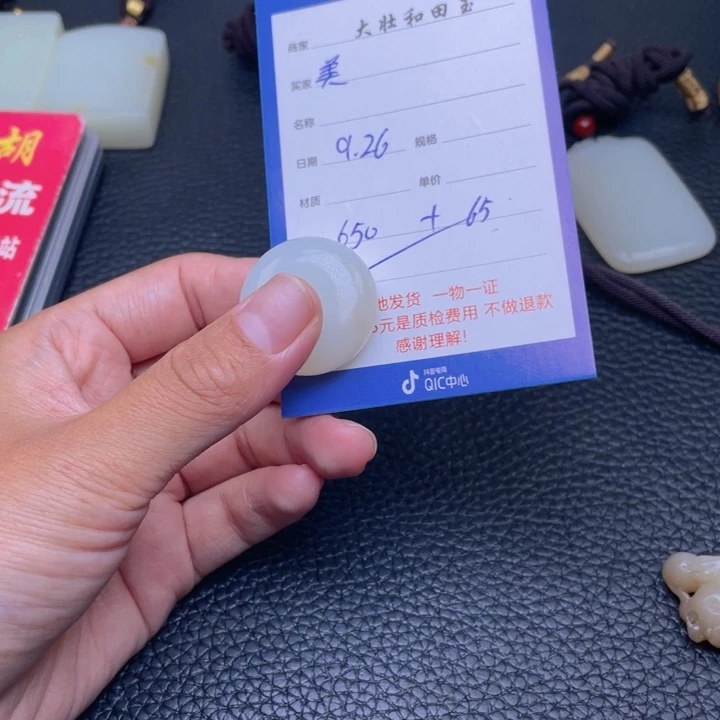 商家 大壮和田玉
买家 美
名称
日期 9.26 规格
材质 单价
650 + 65
地发货 一物一证
元是质检费用 不做退款
感谢理解!
抖音电商
QIC中心
胡
流
站